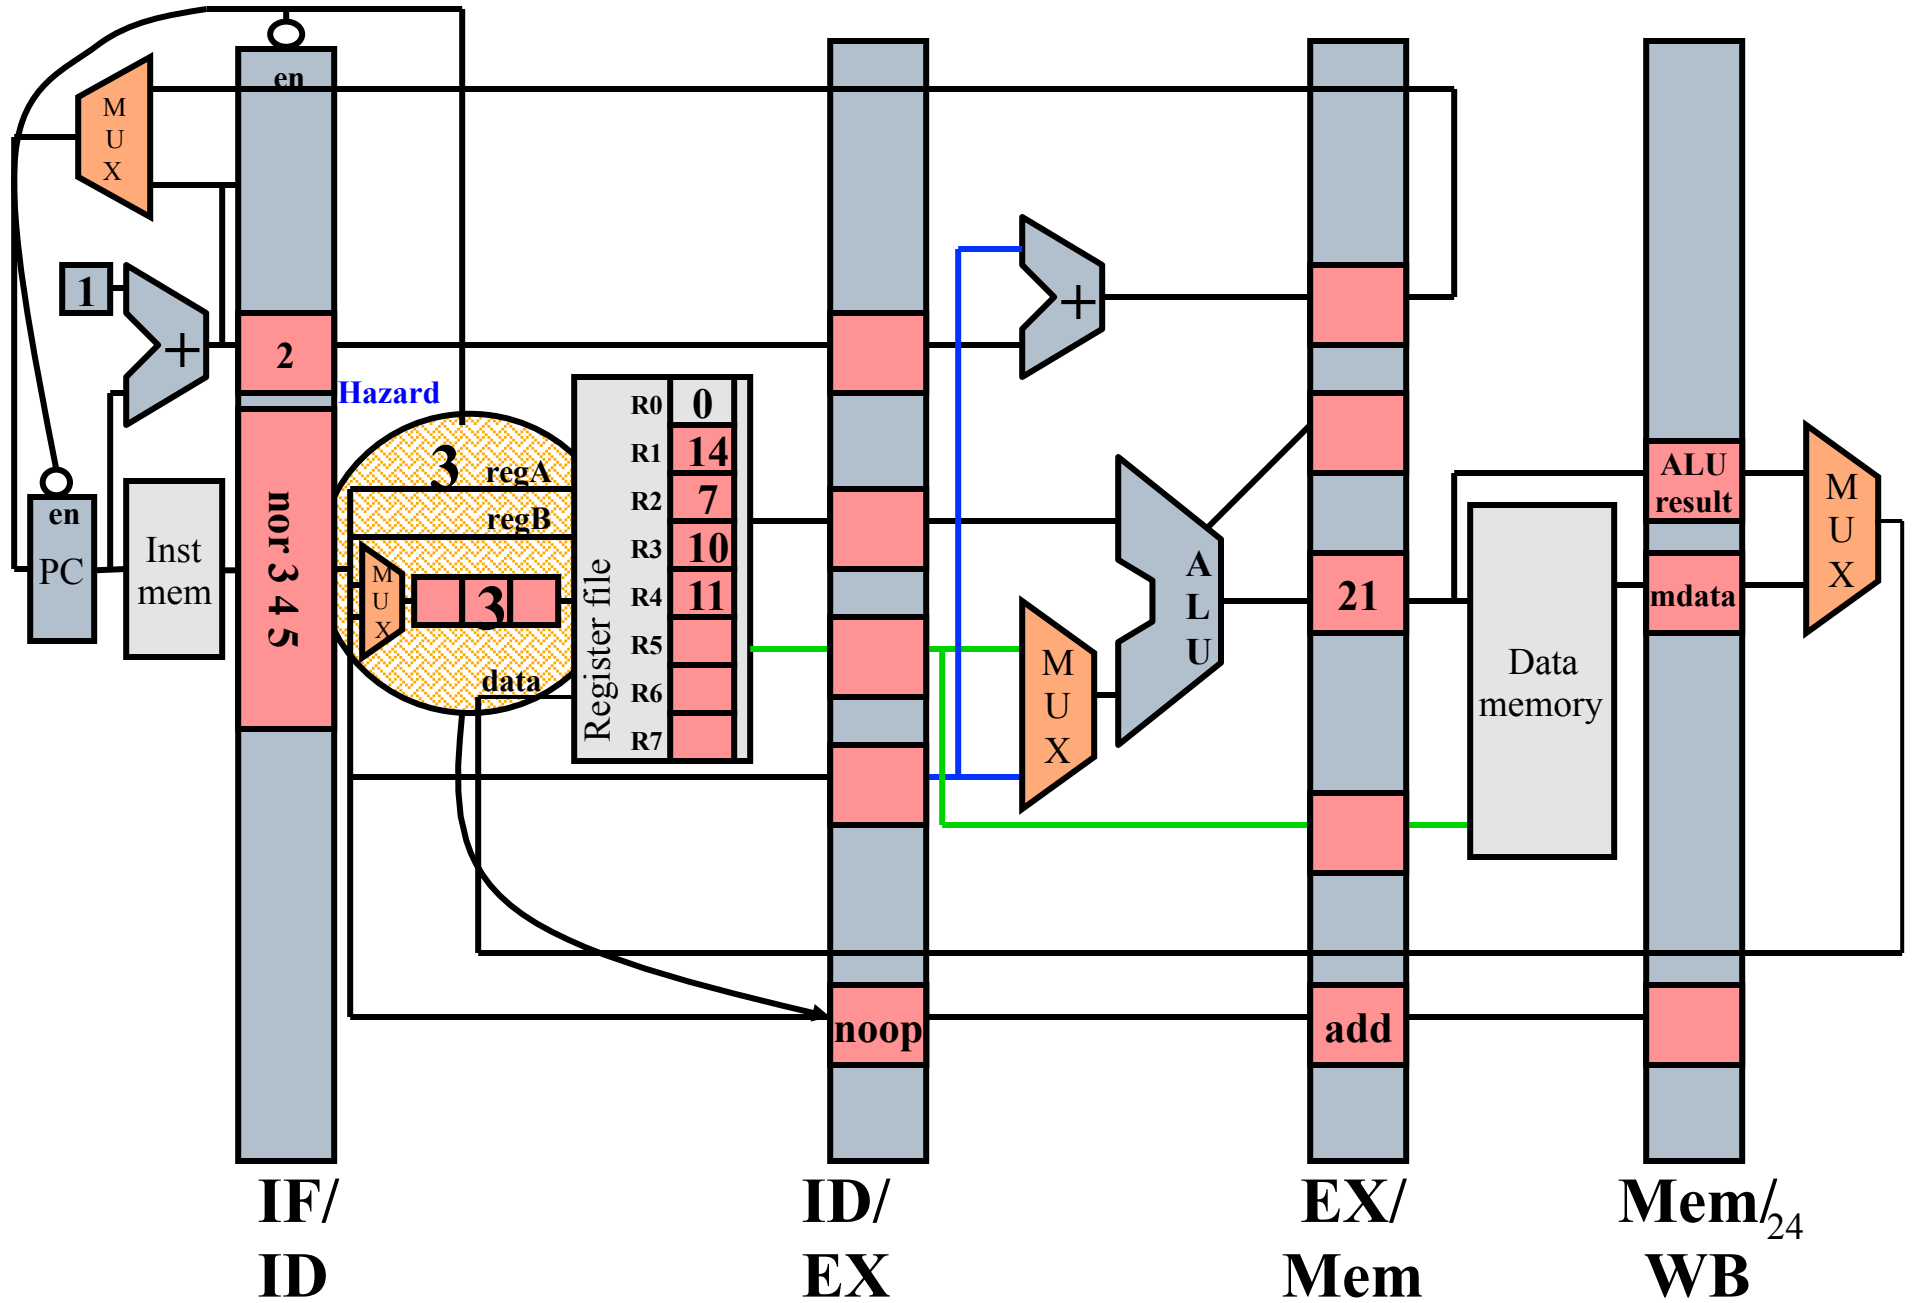 en
M
U
X
1
+
2
Hazard
en
PC
Inst
mem
nor 3 4 5
3
regA
regB
M
U
X
3
data
Register file
R0 0
R1 14
R2 7
R3 10
R4 11
R5
R6
R7
+
M
U
X
A
L
U
21
Data
memory
ALU
result
mdata
M
U
X
noop
add
IF/
ID
ID/
EX
EX/
Mem
Mem/
WB
24